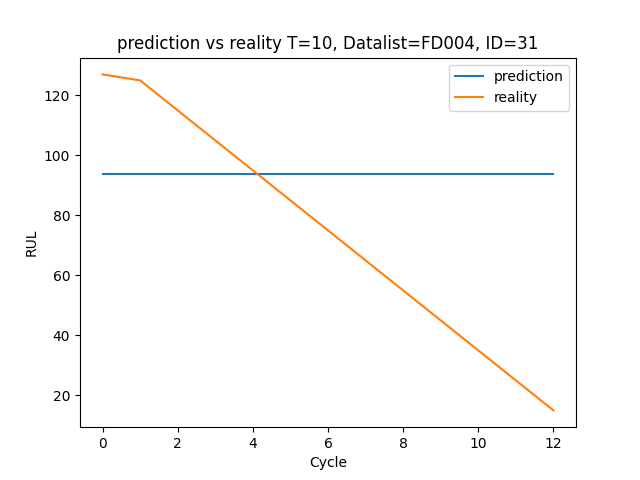 prediction vs reality T=10, Datalist=FD004, ID=31
prediction
reality
RUL
120
100
80
60
40
20
0 2 4 6 8 10 12
Cycle